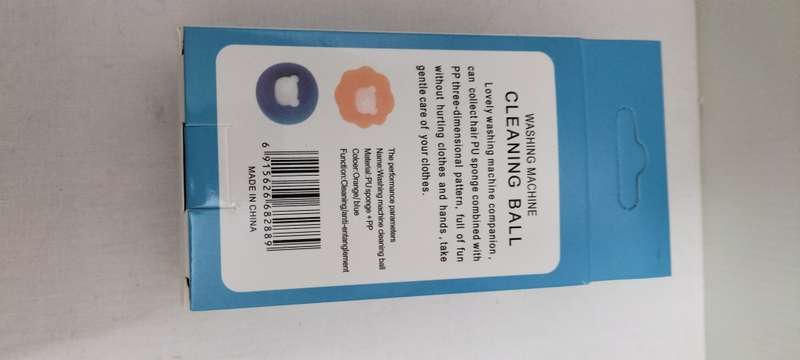 WASHING MACHINE
CLEANING BALL
Lovely washing machine companion,
can collect hair PU sponge combined with
PP three-dimensional pattern, full of fun
without hurting clothes and hands, take
gentle care of your clothes.
The performance parameters
Name:Washing machine cleaning ball
Material:PU sponge+PP
Colour:Orange/ blue
Function:Cleaning/anti-entanglement
6 915626 682889
MADE IN CHINA